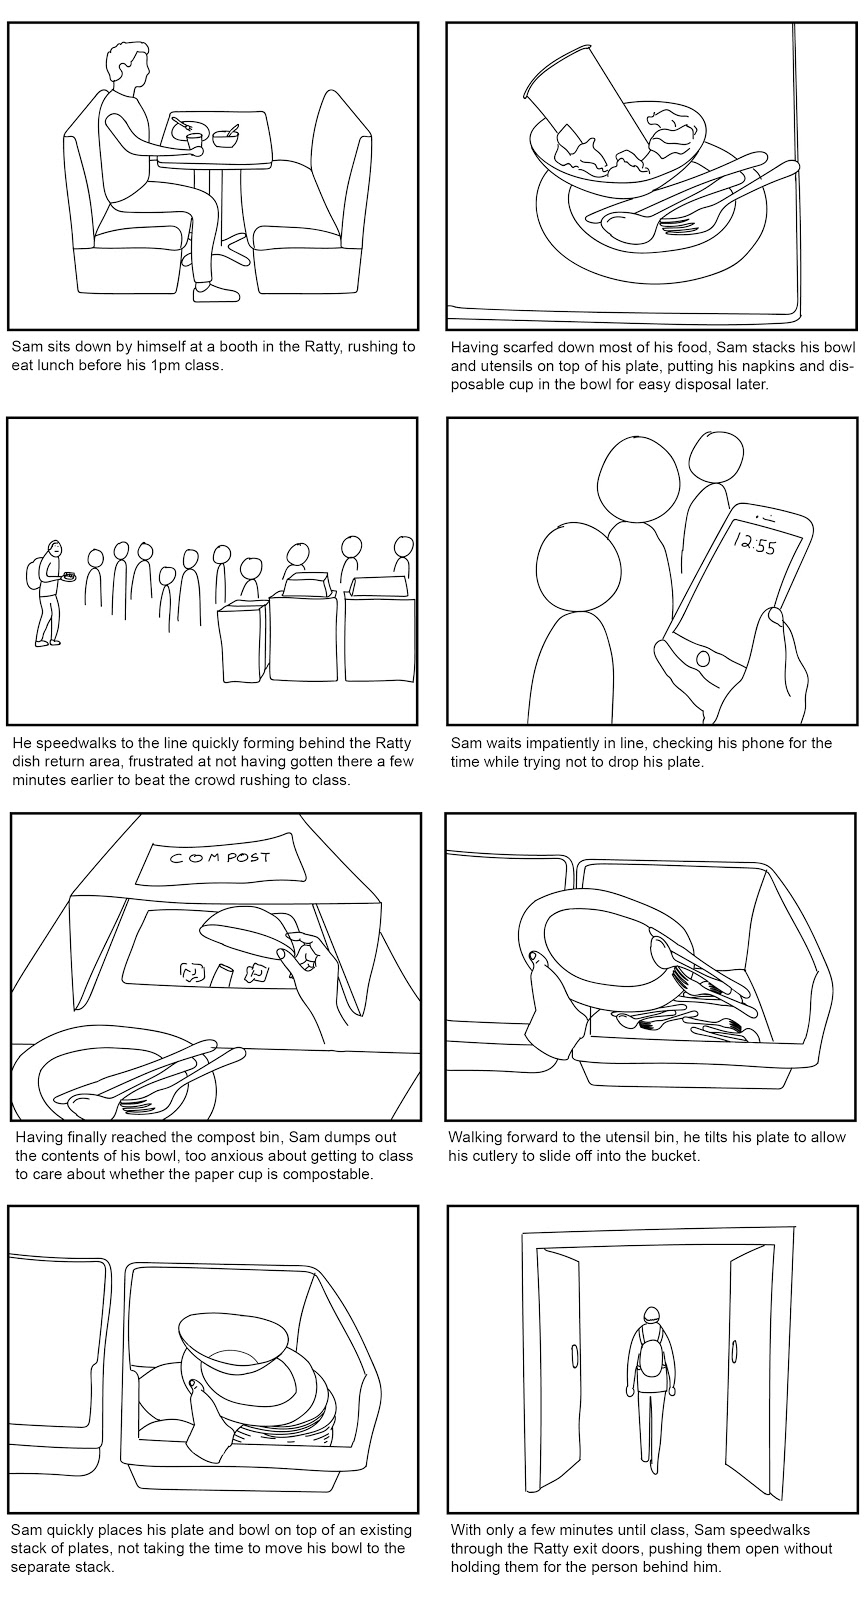 Sam sits down by himself at a booth in the Ratty, rushing to
eat lunch before his 1pm class.
Having scarfed down most of his food, Sam stacks his bowl
and utensils on top of his plate, putting his napkins and dis-
posable cup in the bowl for easy disposal later.
He speedwalks to the line quickly forming behind the Ratty
dish return area, frustrated at not having gotten there a few
minutes earlier to beat the crowd rushing to class.
12:55
Sam waits impatiently in line, checking his phone for the
time while trying not to drop his plate.
COMPOST
Having finally reached the compost bin, Sam dumps out
the contents of his bowl, too anxious about getting to class
to care about whether the paper cup is compostable.
Walking forward to the utensil bin, he tilts his plate to allow
his cutlery to slide off into the bucket.
Sam quickly places his plate and bowl on top of an existing
stack of plates, not taking the time to move his bowl to the
separate stack.
With only a few minutes until class, Sam speedwalks
through the Ratty exit doors, pushing them open without
holding them for the person behind him.